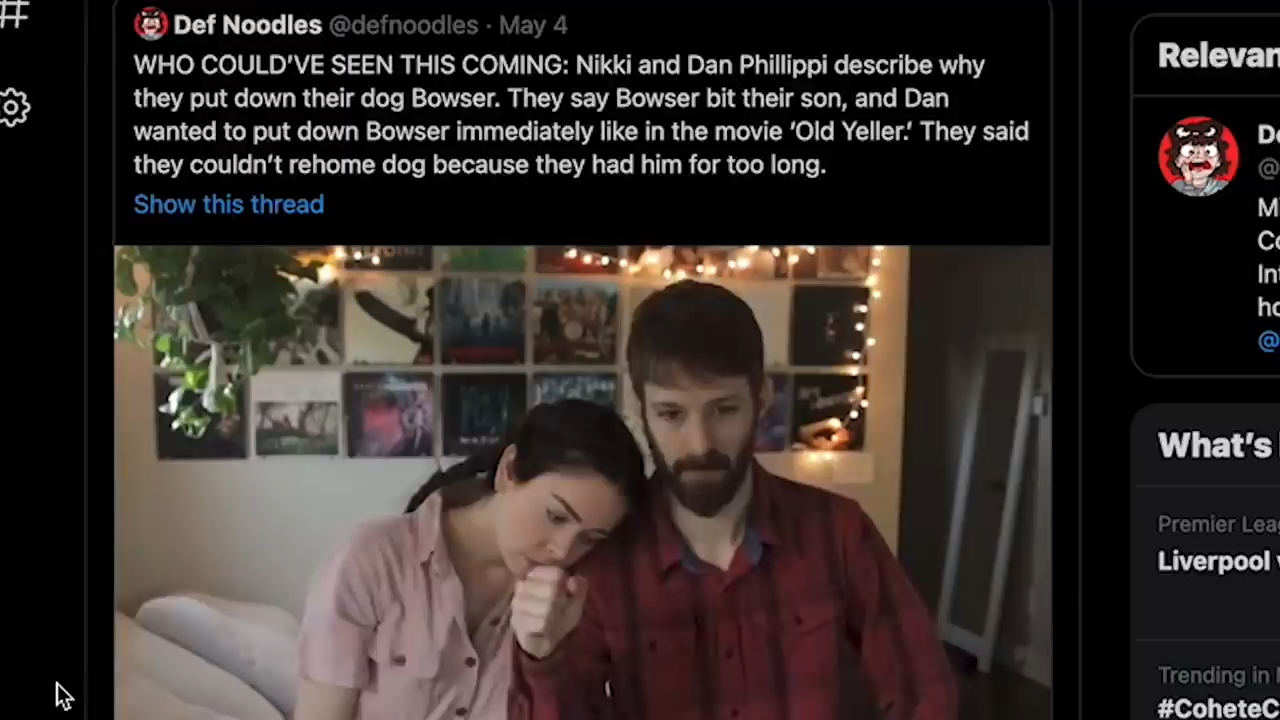 #
Def Noodles @defnoodles · May 4
WHO COULD'VE SEEN THIS COMING: Nikki and Dan Phillippi describe why
they put down their dog Bowser. They say Bowser bit their son, and Dan
wanted to put down Bowser immediately like in the movie ‘Old Yeller.’ They said
they couldn't rehome dog because they had him for too long.
Show this thread
Relevan
D
@
M
Co
In
ho
@
What's
Premier Lea
Liverpool v
Trending in
#CoheteC